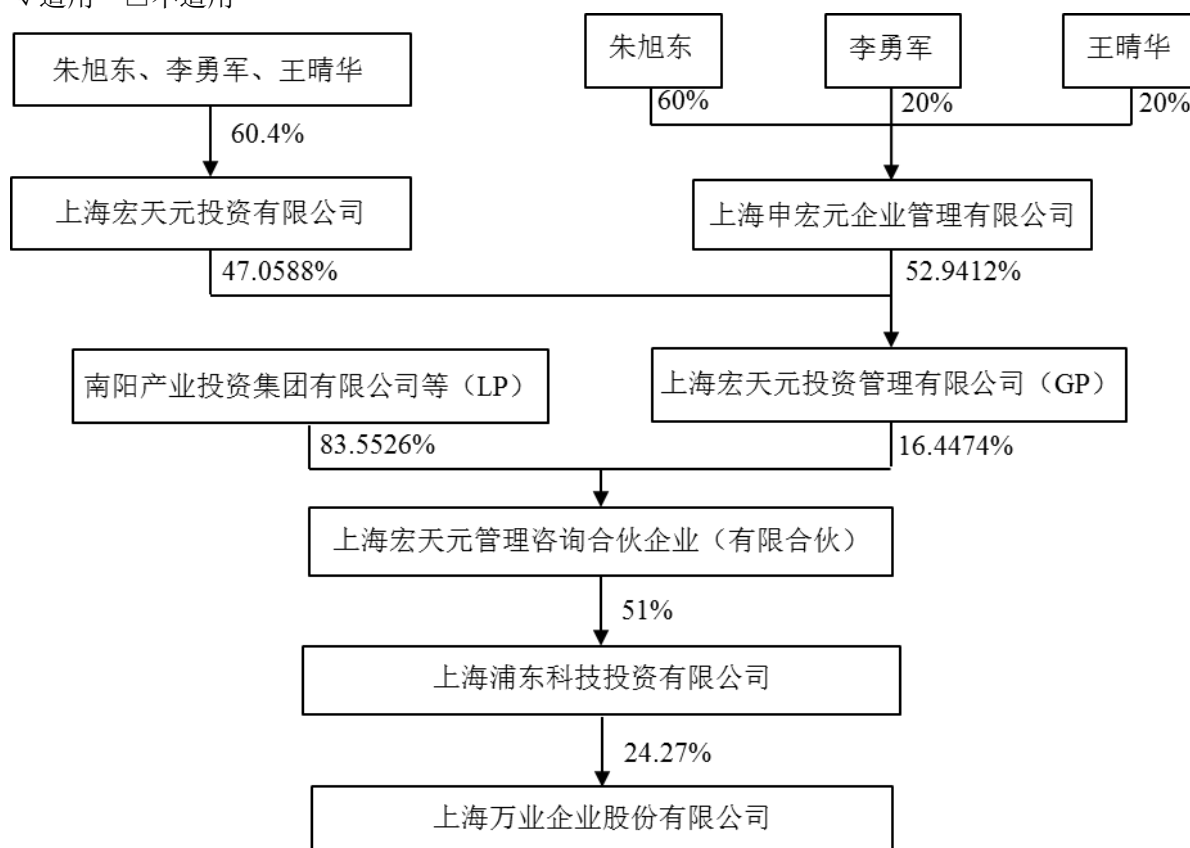 朱旭东
李勇军
王晴华
朱旭东、李勇军、王晴华
60%
20%
20%
60.4%
上海宏天元投资有限公司
上海申宏元企业管理有限公司
47.0588%
52.9412%
南阳产业投资集团有限公司等（LP）
上海宏天元投资管理有限公司（GP）
83.5526%
16.4474%
上海宏天元管理咨询合伙企业（有限合伙）
51%
上海浦东科技投资有限公司
24.27%
上海万业企业股份有限公司